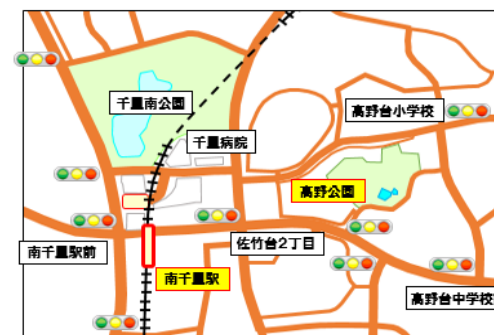 千里南公園
高野台小学校
千里病院
高野公園
佐竹台2丁目
南千里駅前
南千里駅
高野台中学校